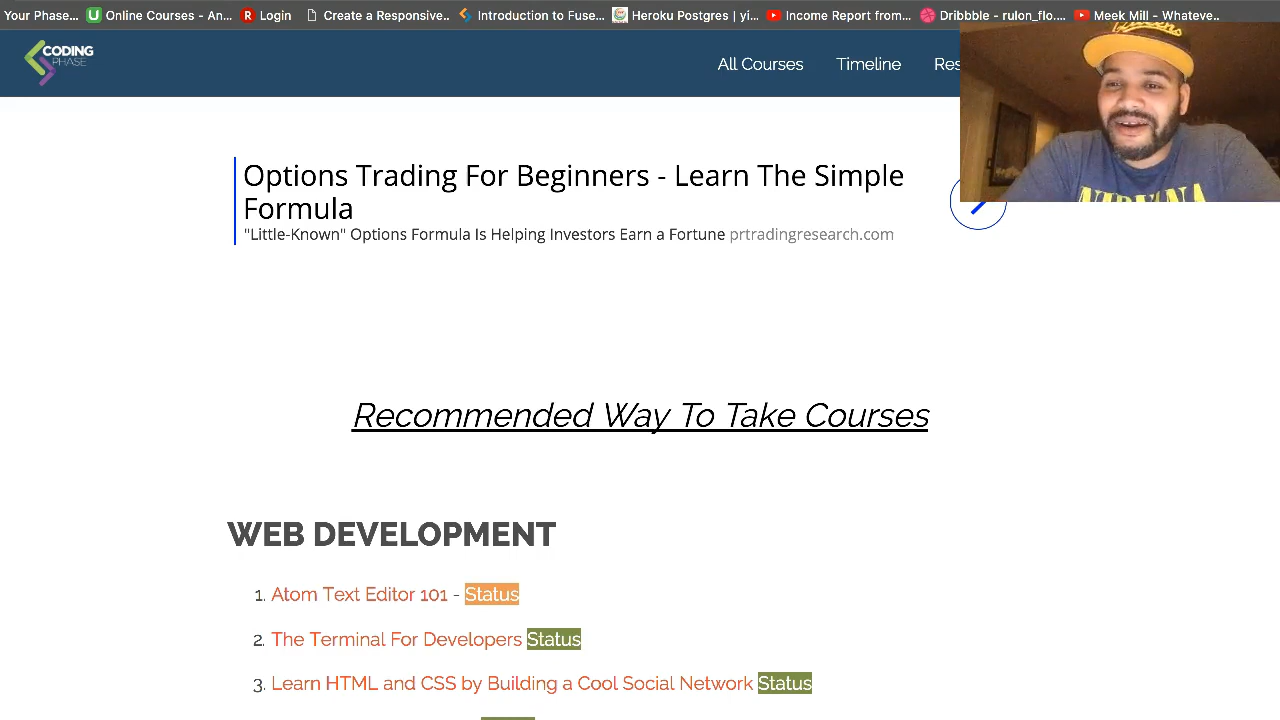 Your Phase... Online Courses - An... Login Create a Responsive.. Introduction to Fuse... Heroku Postgres | yi... Income Report from... Dribbble - rulon_flo.... Meek Mill - Whateve..
CODING
PHASE
All Courses Timeline Res
Options Trading For Beginners - Learn The Simple
Formula
"Little-Known" Options Formula Is Helping Investors Earn a Fortune prtradingresearch.com
Recommended Way To Take Courses
WEB DEVELOPMENT
1. Atom Text Editor 101 - Status
2. The Terminal For Developers Status
3. Learn HTML and CSS by Building a Cool Social Network Status